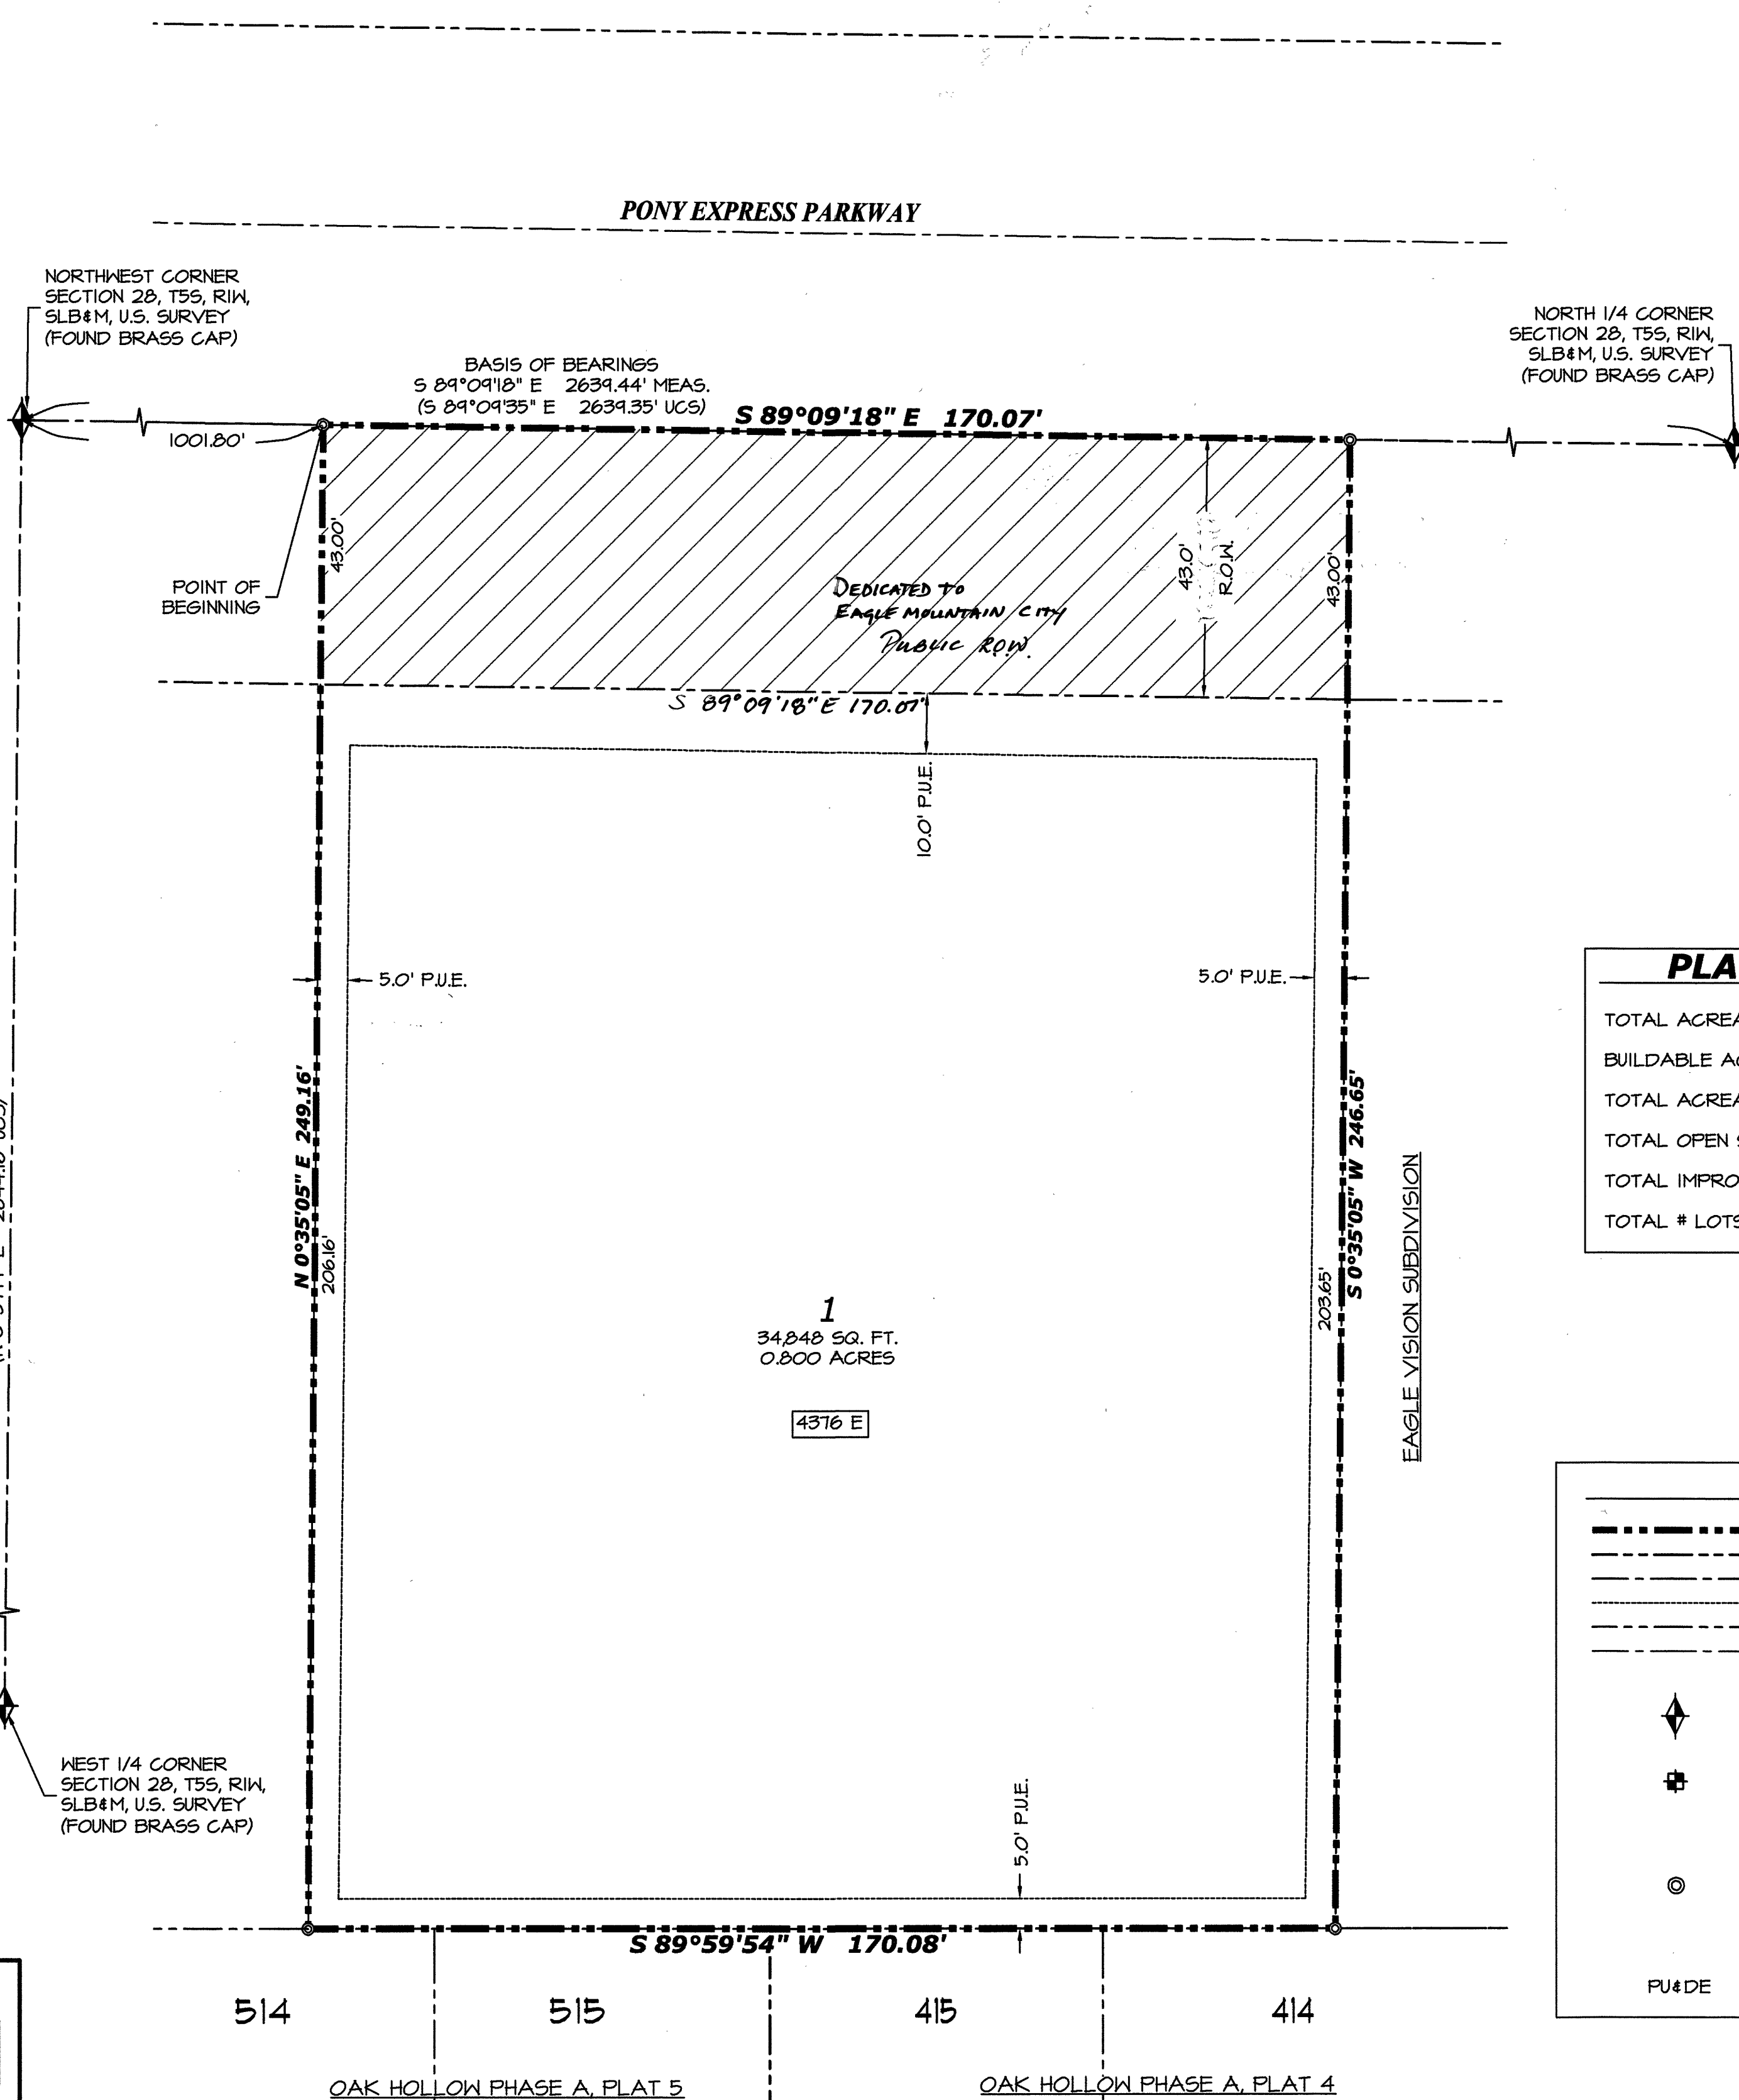 PONY EXPRESS PARKWAY
NORTHWEST CORNER
SECTION 28, T5S, R1W,
SLB&M, U.S. SURVEY
(FOUND BRASS CAP)
NORTH 1/4 CORNER
SECTION 28, T5S, R1W,
SLB&M, U.S. SURVEY
(FOUND BRASS CAP)
BASIS OF BEARINGS
S 89°09'18" E 2639.44' MEAS.
(S 89°09'35" E 2639.35' UCS)
S 89°09'18" E 170.07'
1001.80'
43.00'
43.0'
R.O.W.
43.00'
POINT OF
BEGINNING
DEDICATED TO
EAGLE MOUNTAIN CITY
PUBLIC ROW.
S 89°09'18" E 170.07'
10.0' P.U.E.
5.0' P.U.E.
5.0' P.U.E.
PLA
TOTAL ACREA
BUILDABLE AC
TOTAL ACREA
TOTAL OPEN S
TOTAL IMPRO
TOTAL # LOTS
N 0°35'05" E 249.16'
206.16'
S 0°35'05" W 246.65'
203.65'
EAGLE VISION SUBDIVISION
1
34,848 SQ. FT.
0.800 ACRES
4376 E
WEST 1/4 CORNER
SECTION 28, T5S, R1W,
SLB&M, U.S. SURVEY
(FOUND BRASS CAP)
5.0' P.U.E.
S 89°59'54" W 170.08'
PU&DE
514
515
415
414
OAK HOLLOW PHASE A, PLAT 5
OAK HOLLOW PHASE A, PLAT 4